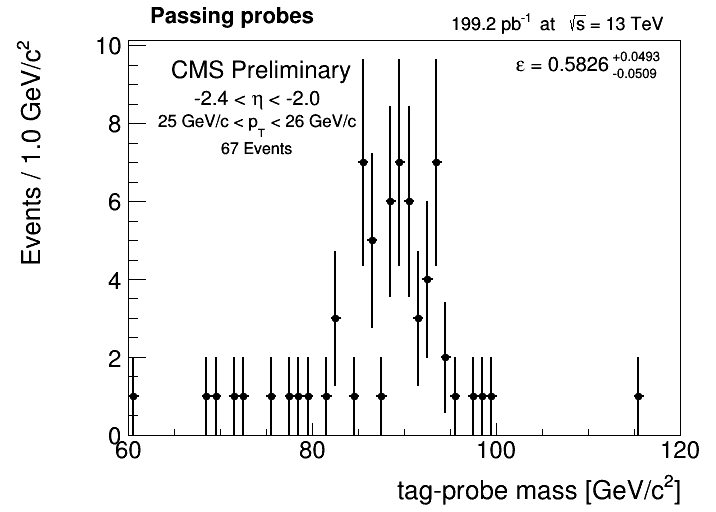 Passing probes
199.2 pb⁻¹ at √s = 13 TeV
CMS Preliminary
-2.4 < η < -2.0
25 GeV/c < p_T < 26 GeV/c
67 Events
ε = 0.5826 +0.0493 -0.0509
Events / 1.0 GeV/c²
10
8
6
4
2
0
60 80 100 120
tag-probe mass [GeV/c²]